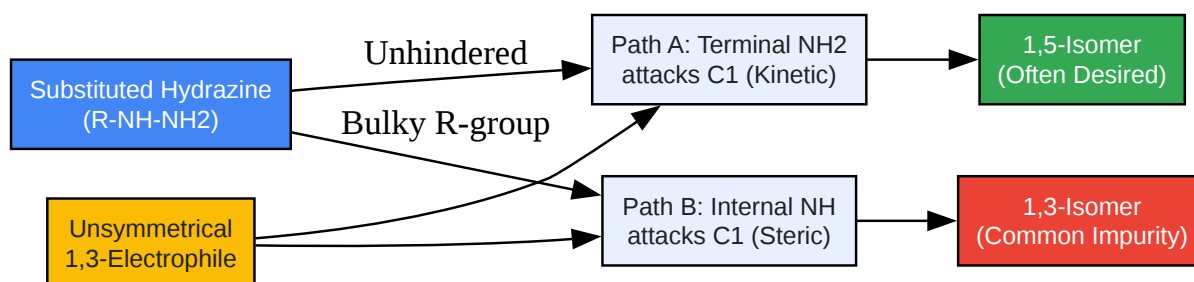 Substituted Hydrazine
(R-NH-NH2)
Unsymmetrical
1,3-Electrophile
Unhindered
Bulky R-group
Path A: Terminal NH2
attacks C1 (Kinetic)
Path B: Internal NH
attacks C1 (Steric)
1,5-Isomer
(Often Desired)
1,3-Isomer
(Common Impurity)